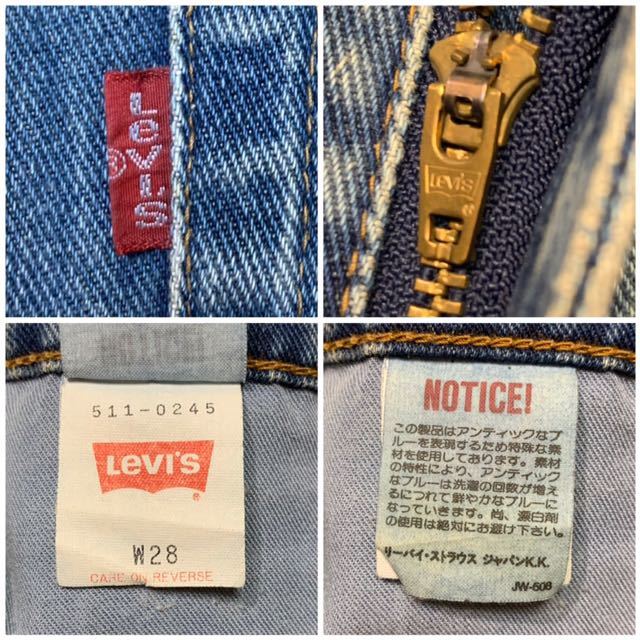 LEVI'S
®
LEVI'S
NOTICE!
511-0245
LEVI'S
®
W28
CARE ON REVERSE
NOTICE!
この製品はアンティックなブ
ルーを表現するため特殊な素
材を使用しております。素材
の特性により、アンティック
なブルーは洗濯の回数が増え
るにつれて鮮やかなブルーに
なっていきます。尚、漂白剤
の使用は絶対にお避け下さい。
リーバイ・ストラウス ジャパンK.K.
JW-608